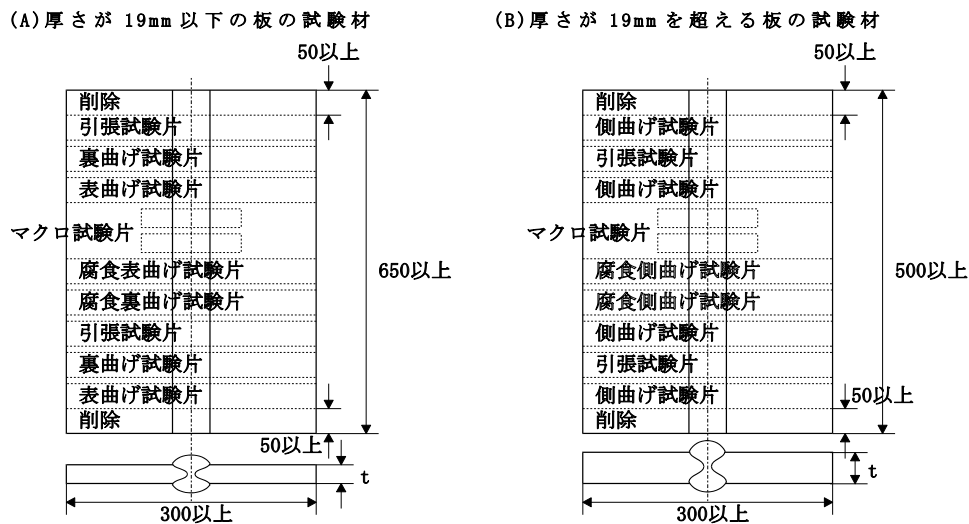 (A)厚さが 19mm 以下の板の試験材
50以上
削除
引張試験片
裏曲げ試験片
表曲げ試験片
マクロ試験片
腐食表曲げ試験片
腐食裏曲げ試験片
引張試験片
裏曲げ試験片
表曲げ試験片
削除
650以上
50以上
t
300以上
(B)厚さが 19mm を超える板の試験材
50以上
削除
側曲げ試験片
引張試験片
側曲げ試験片
マクロ試験片
腐食側曲げ試験片
腐食側曲げ試験片
側曲げ試験片
引張試験片
側曲げ試験片
削除
500以上
50以上
t
300以上